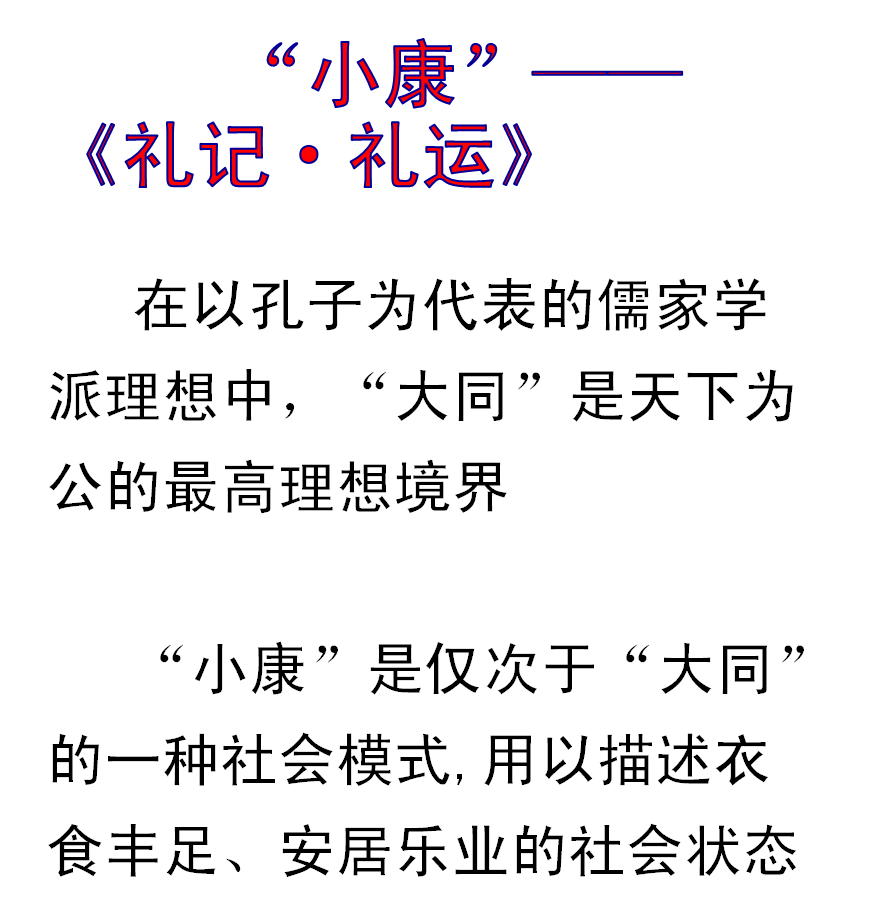 “小康”——
《礼记·礼运》
在以孔子为代表的儒家学
派理想中，“大同”是天下为
公的最高理想境界
“小康”是仅次于“大同”
的一种社会模式,用以描述衣
食丰足、安居乐业的社会状态